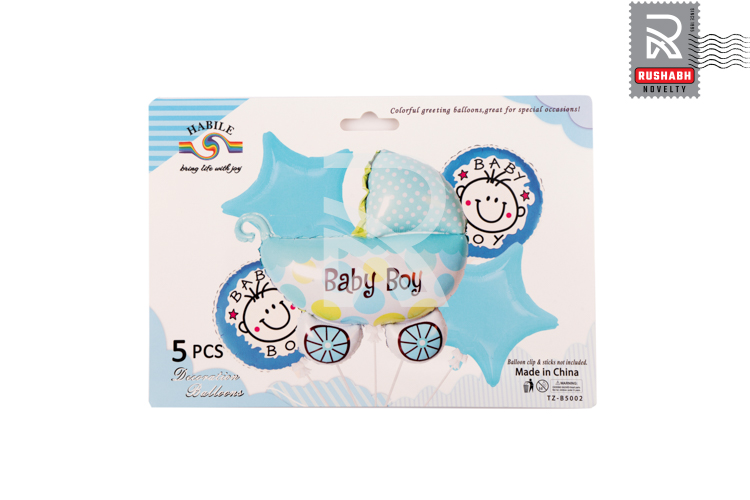 RUSHABH
NOVELTY
Colorful greeting balloons,great for special occasions!
HABILE
bring life with joy
BABY
BOY
Baby Boy
BABY
BO
5 PCS
Decoration
Balloons
Balloon clip & sticks not included.
Made in China
WARNING
TZ-B5002